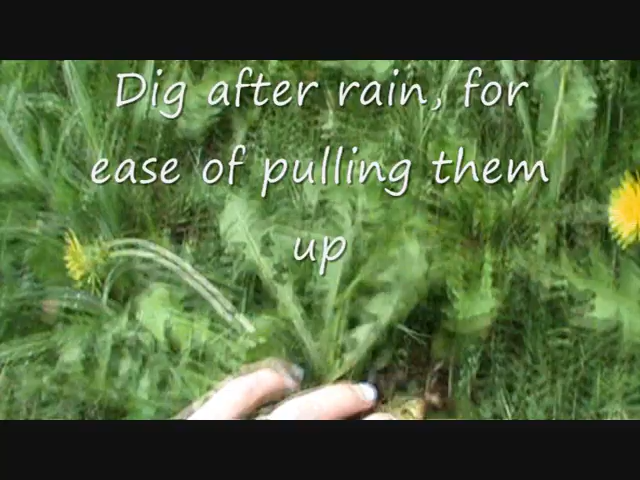 Dig after rain, for
ease of pulling them
up